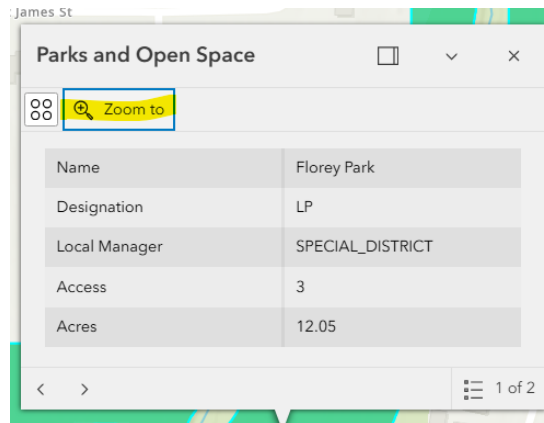 James St
Parks and Open Space
Zoom to
Name Florey Park
Designation LP
Local Manager SPECIAL_DISTRICT
Access 3
Acres 12.05
1 of 2